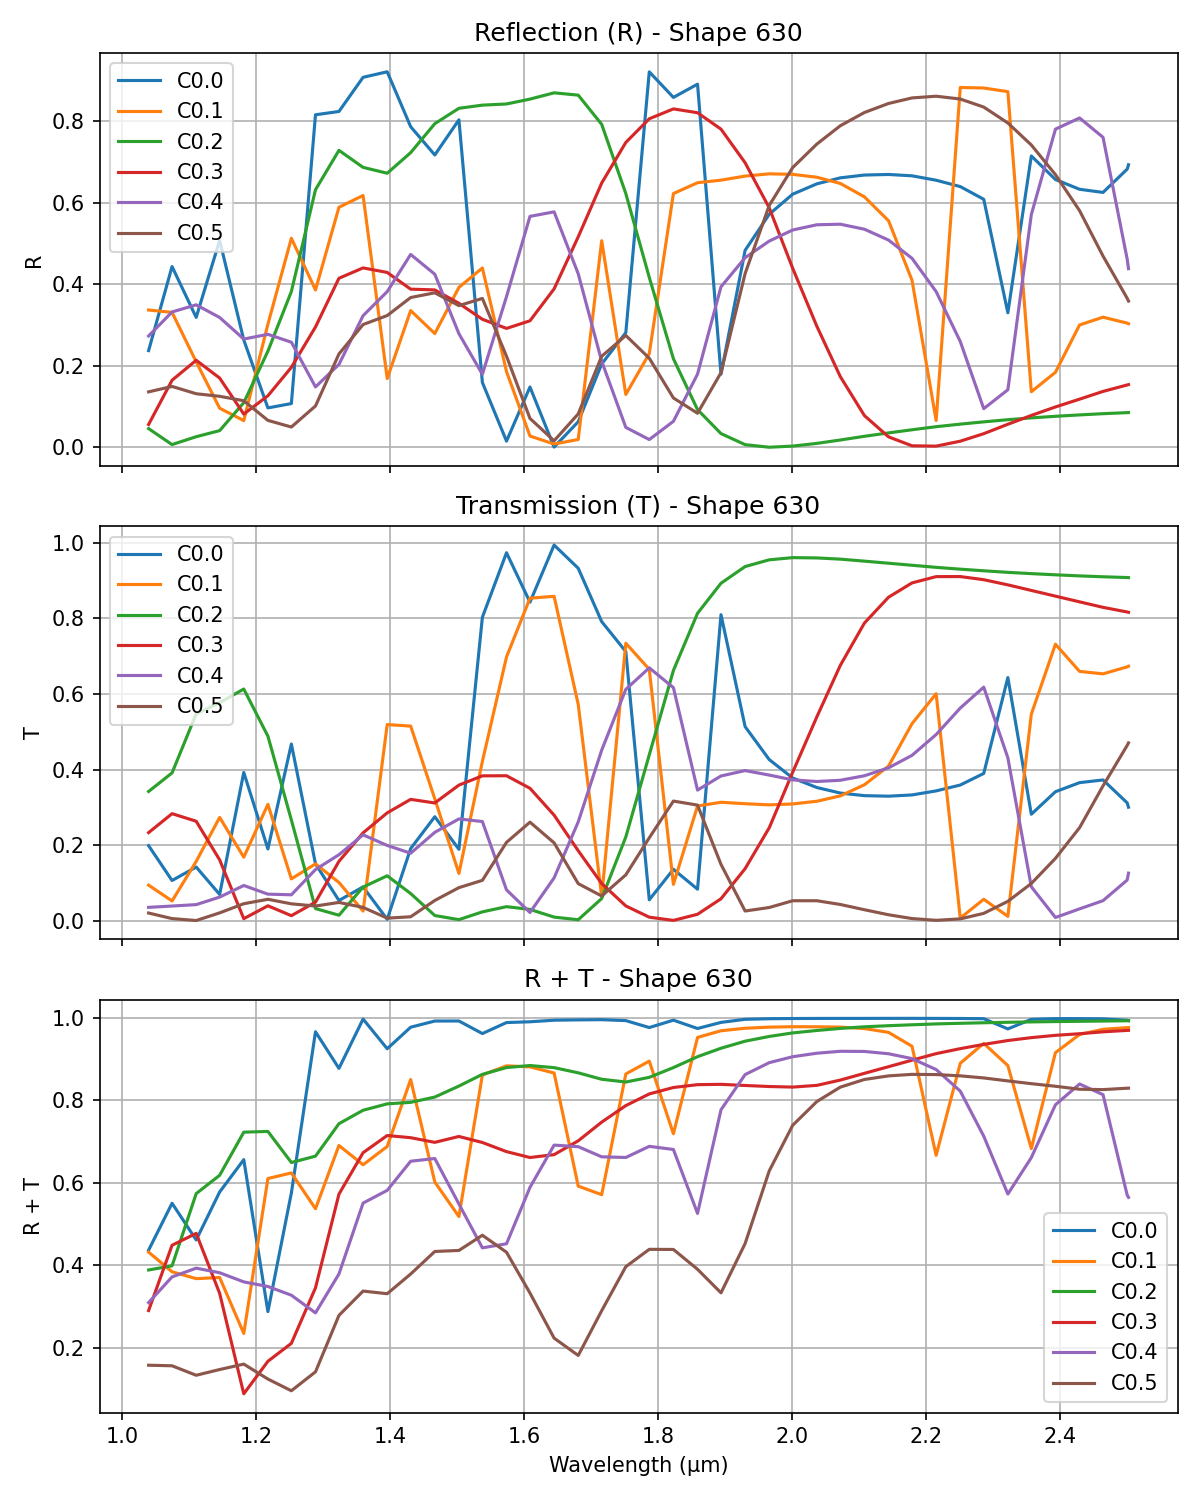 Reflection (R) - Shape 630
R
0.8
0.6
0.4
0.2
0.0
C0.0
C0.1
C0.2
C0.3
C0.4
C0.5
Transmission (T) - Shape 630
T
1.0
0.8
0.6
0.4
0.2
0.0
C0.0
C0.1
C0.2
C0.3
C0.4
C0.5
R + T - Shape 630
R + T
1.0
0.8
0.6
0.4
0.2
C0.0
C0.1
C0.2
C0.3
C0.4
C0.5
1.0 1.2 1.4 1.6 1.8 2.0 2.2 2.4
Wavelength (μm)